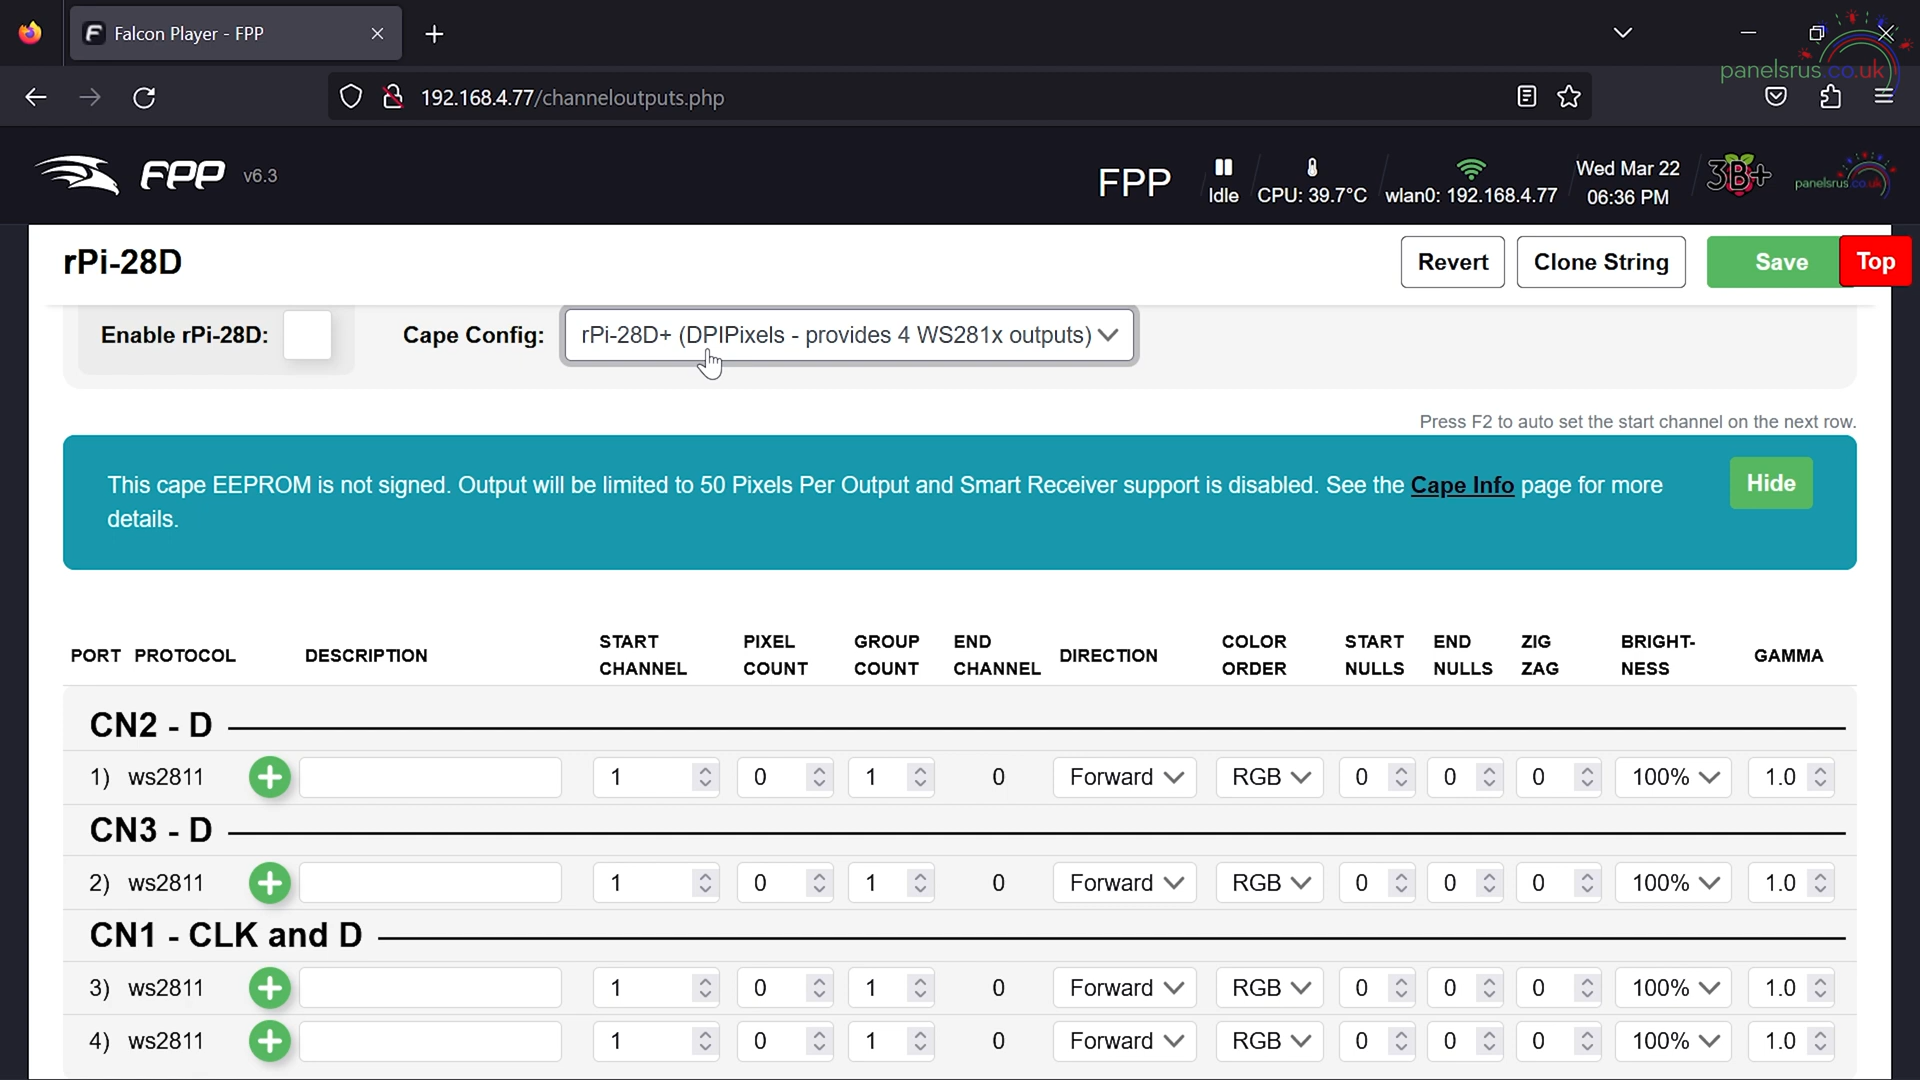 Falcon Player - FPP
panelsrus.co.uk
192.168.4.77/channeloutputs.php
FPP v6.3
FPP
Idle
CPU: 39.7°C
wlan0: 192.168.4.77
Wed Mar 22
06:36 PM
3B+
panelsrus.co.uk
rPi-28D
Revert
Clone String
Save
Top
Enable rPi-28D:
Cape Config:
rPi-28D+ (DPIPixels - provides 4 WS281x outputs)
Press F2 to auto set the start channel on the next row.
This cape EEPROM is not signed. Output will be limited to 50 Pixels Per Output and Smart Receiver support is disabled. See the Cape Info page for more
details.
Hide
PORT PROTOCOL DESCRIPTION START CHANNEL PIXEL COUNT GROUP COUNT END CHANNEL DIRECTION COLOR ORDER START NULLS END NULLS ZIG ZAG BRIGHT-NESS GAMMA
CN2 - D
1) ws2811 1 0 1 0 Forward RGB 0 0 0 100% 1.0
CN3 - D
2) ws2811 1 0 1 0 Forward RGB 0 0 0 100% 1.0
CN1 - CLK and D
3) ws2811 1 0 1 0 Forward RGB 0 0 0 100% 1.0
4) ws2811 1 0 1 0 Forward RGB 0 0 0 100% 1.0